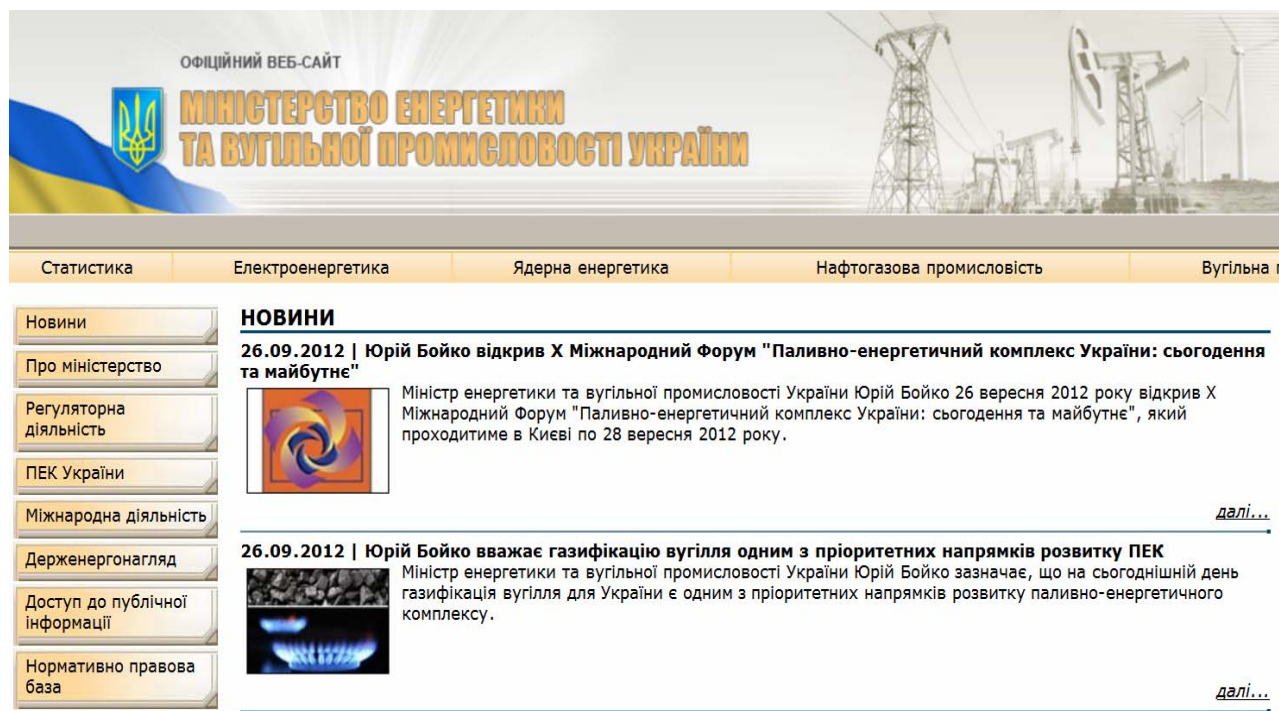 ОФІЦІЙНИЙ ВЕБ-САЙТ
МІНІСТЕРСТВО ЕНЕРГЕТИКИ
ТА ВУГІЛЬНОЇ ПРОМИСЛОВОСТІ УКРАЇНИ
Статистика
Електроенергетика
Ядерна енергетика
Нафтогазова промисловість
Вугільна
Новини
Про міністерство
Регуляторна
діяльність
ПЕК України
Міжнародна діяльність
Держенергонагляд
Доступ до публічної
інформації
Нормативно правова
база
НОВИНИ
26.09.2012 | Юрій Бойко відкрив X Міжнародний Форум "Паливно-енергетичний комплекс України: сьогодення
та майбутнє"
Міністр енергетики та вугільної промисловості України Юрій Бойко 26 вересня 2012 року відкрив X
Міжнародний Форум "Паливно-енергетичний комплекс України: сьогодення та майбутнє", який
проходитиме в Києві по 28 вересня 2012 року.
далі...
26.09.2012 | Юрій Бойко вважає газифікацію вугілля одним з пріоритетних напрямків розвитку ПЕК
Міністр енергетики та вугільної промисловості України Юрій Бойко зазначає, що на сьогоднішній день
газифікація вугілля для України є одним з пріоритетних напрямків розвитку паливно-енергетичного
комплексу.
далі...